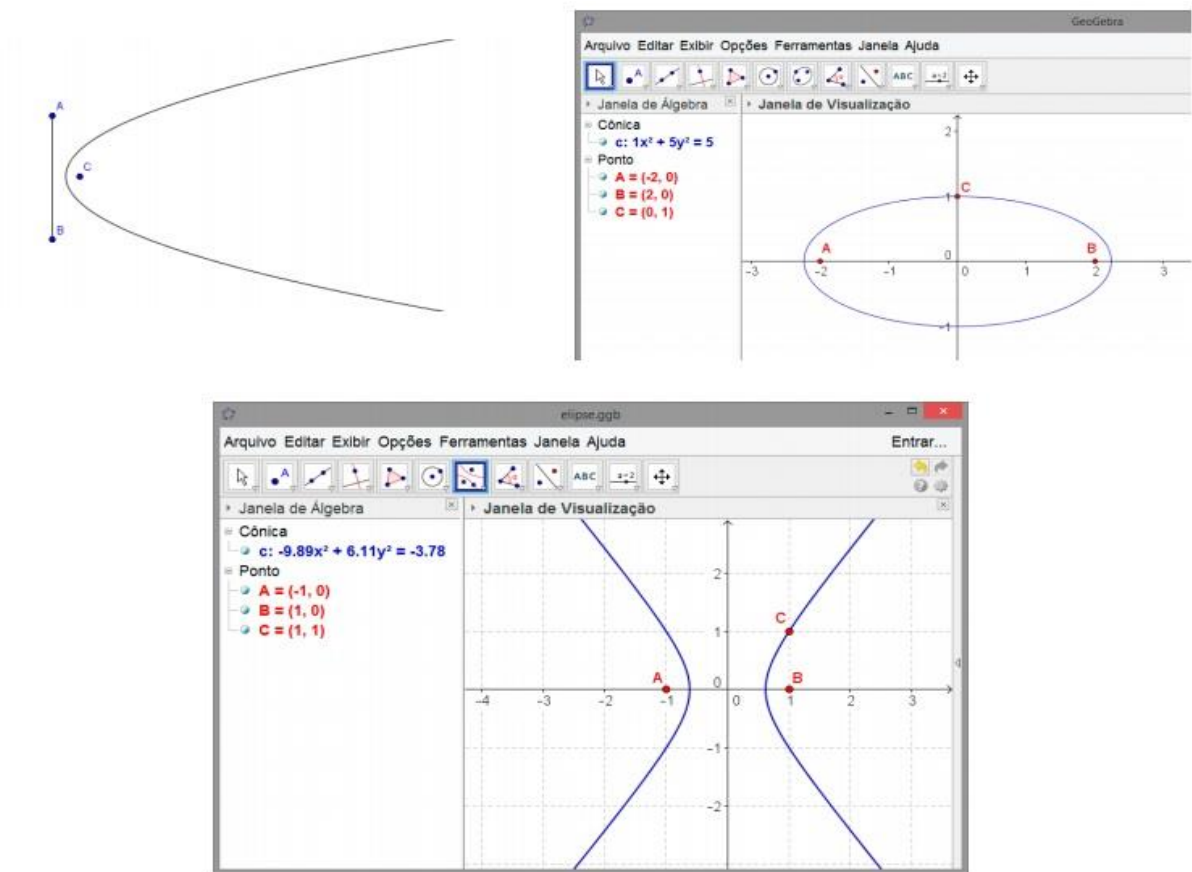 A
C
B
GeoGebra
Arquivo Editar Exibir Opções Ferramentas Janela Ajuda
A ABC a=2
Janela de Álgebra
Janela de Visualização
Cônica
c: 1x² + 5y² = 5
Ponto
A = (-2, 0)
B = (2, 0)
C = (0, 1)
2
1 C
A B
0
-3 -2 -1 0 1 2 3
-1
elipse.ggb
Arquivo Editar Exibir Opções Ferramentas Janela Ajuda Entrar...
A ABC a=2
Janela de Álgebra
Janela de Visualização
Cônica
c: -9.89x² + 6.11y² = -3.78
Ponto
A = (-1, 0)
B = (1, 0)
C = (1, 1)
2
C
1
A 0 B
-4 -3 -2 -1 0 1 2 3
-1
-2